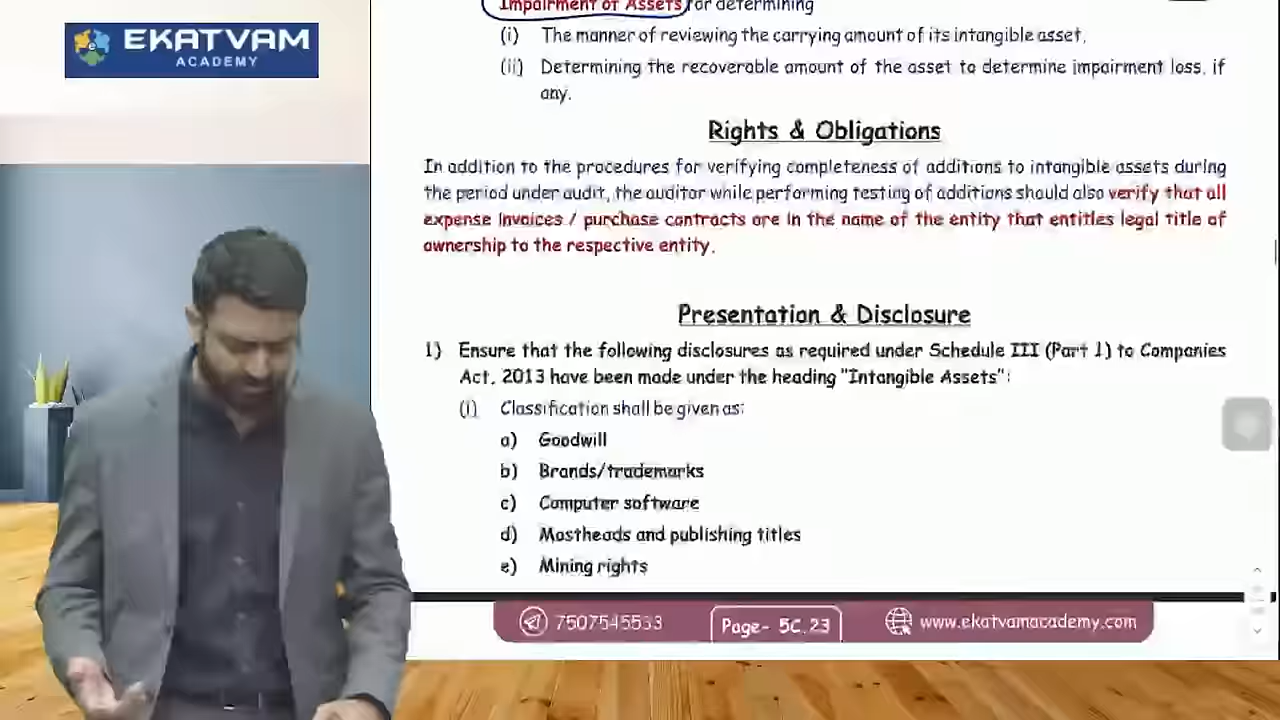 EKATVAM
ACADEMY
Impairment of Assets for determining
(i) The manner of reviewing the carrying amount of its intangible asset.
(ii) Determining the recoverable amount of the asset to determine impairment loss, if
any.
Rights & Obligations
In addition to the procedures for verifying completeness of additions to intangible assets during
the period under audit, the auditor while performing testing of additions should also verify that all
expense invoices / purchase contracts are in the name of the entity that entitles legal title of
ownership to the respective entity.
Presentation & Disclosure
1) Ensure that the following disclosures as required under Schedule III (Part 1) to Companies
Act, 2013 have been made under the heading "Intangible Assets":
(i) Classification shall be given as:
a) Goodwill
b) Brands/trademarks
c) Computer software
d) Mastheads and publishing titles
e) Mining rights
7507545533
Page- 5C.23
www.ekatvamacademy.com